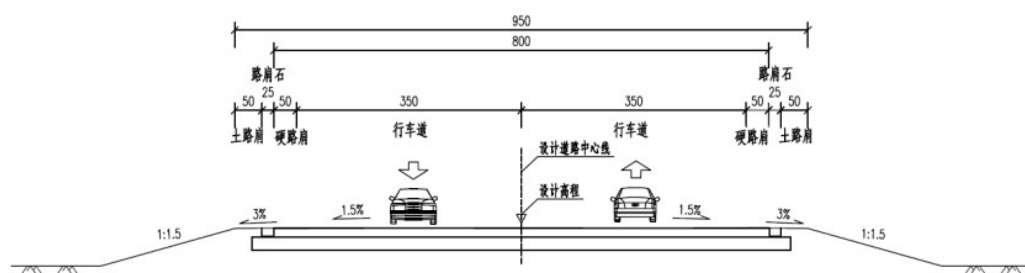 950
800
路肩石 路肩石
25 25
50 50 350 350 50 50
土路肩 硬路肩 行车道 行车道 硬路肩 土路肩
设计道路中心线
设计高程
3% 1.5% 1.5% 3%
1:1.5 1:1.5